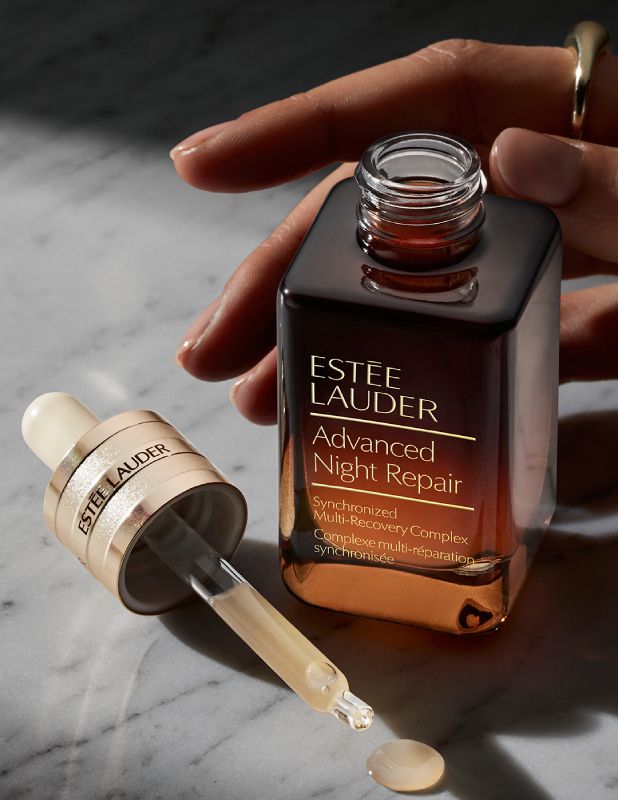 ESTĒE
LAUDER
Advanced
Night Repair
Synchronized
Multi-Recovery Complex
Complexe multi-réparation
synchronisée
ESTĒE LAUDER